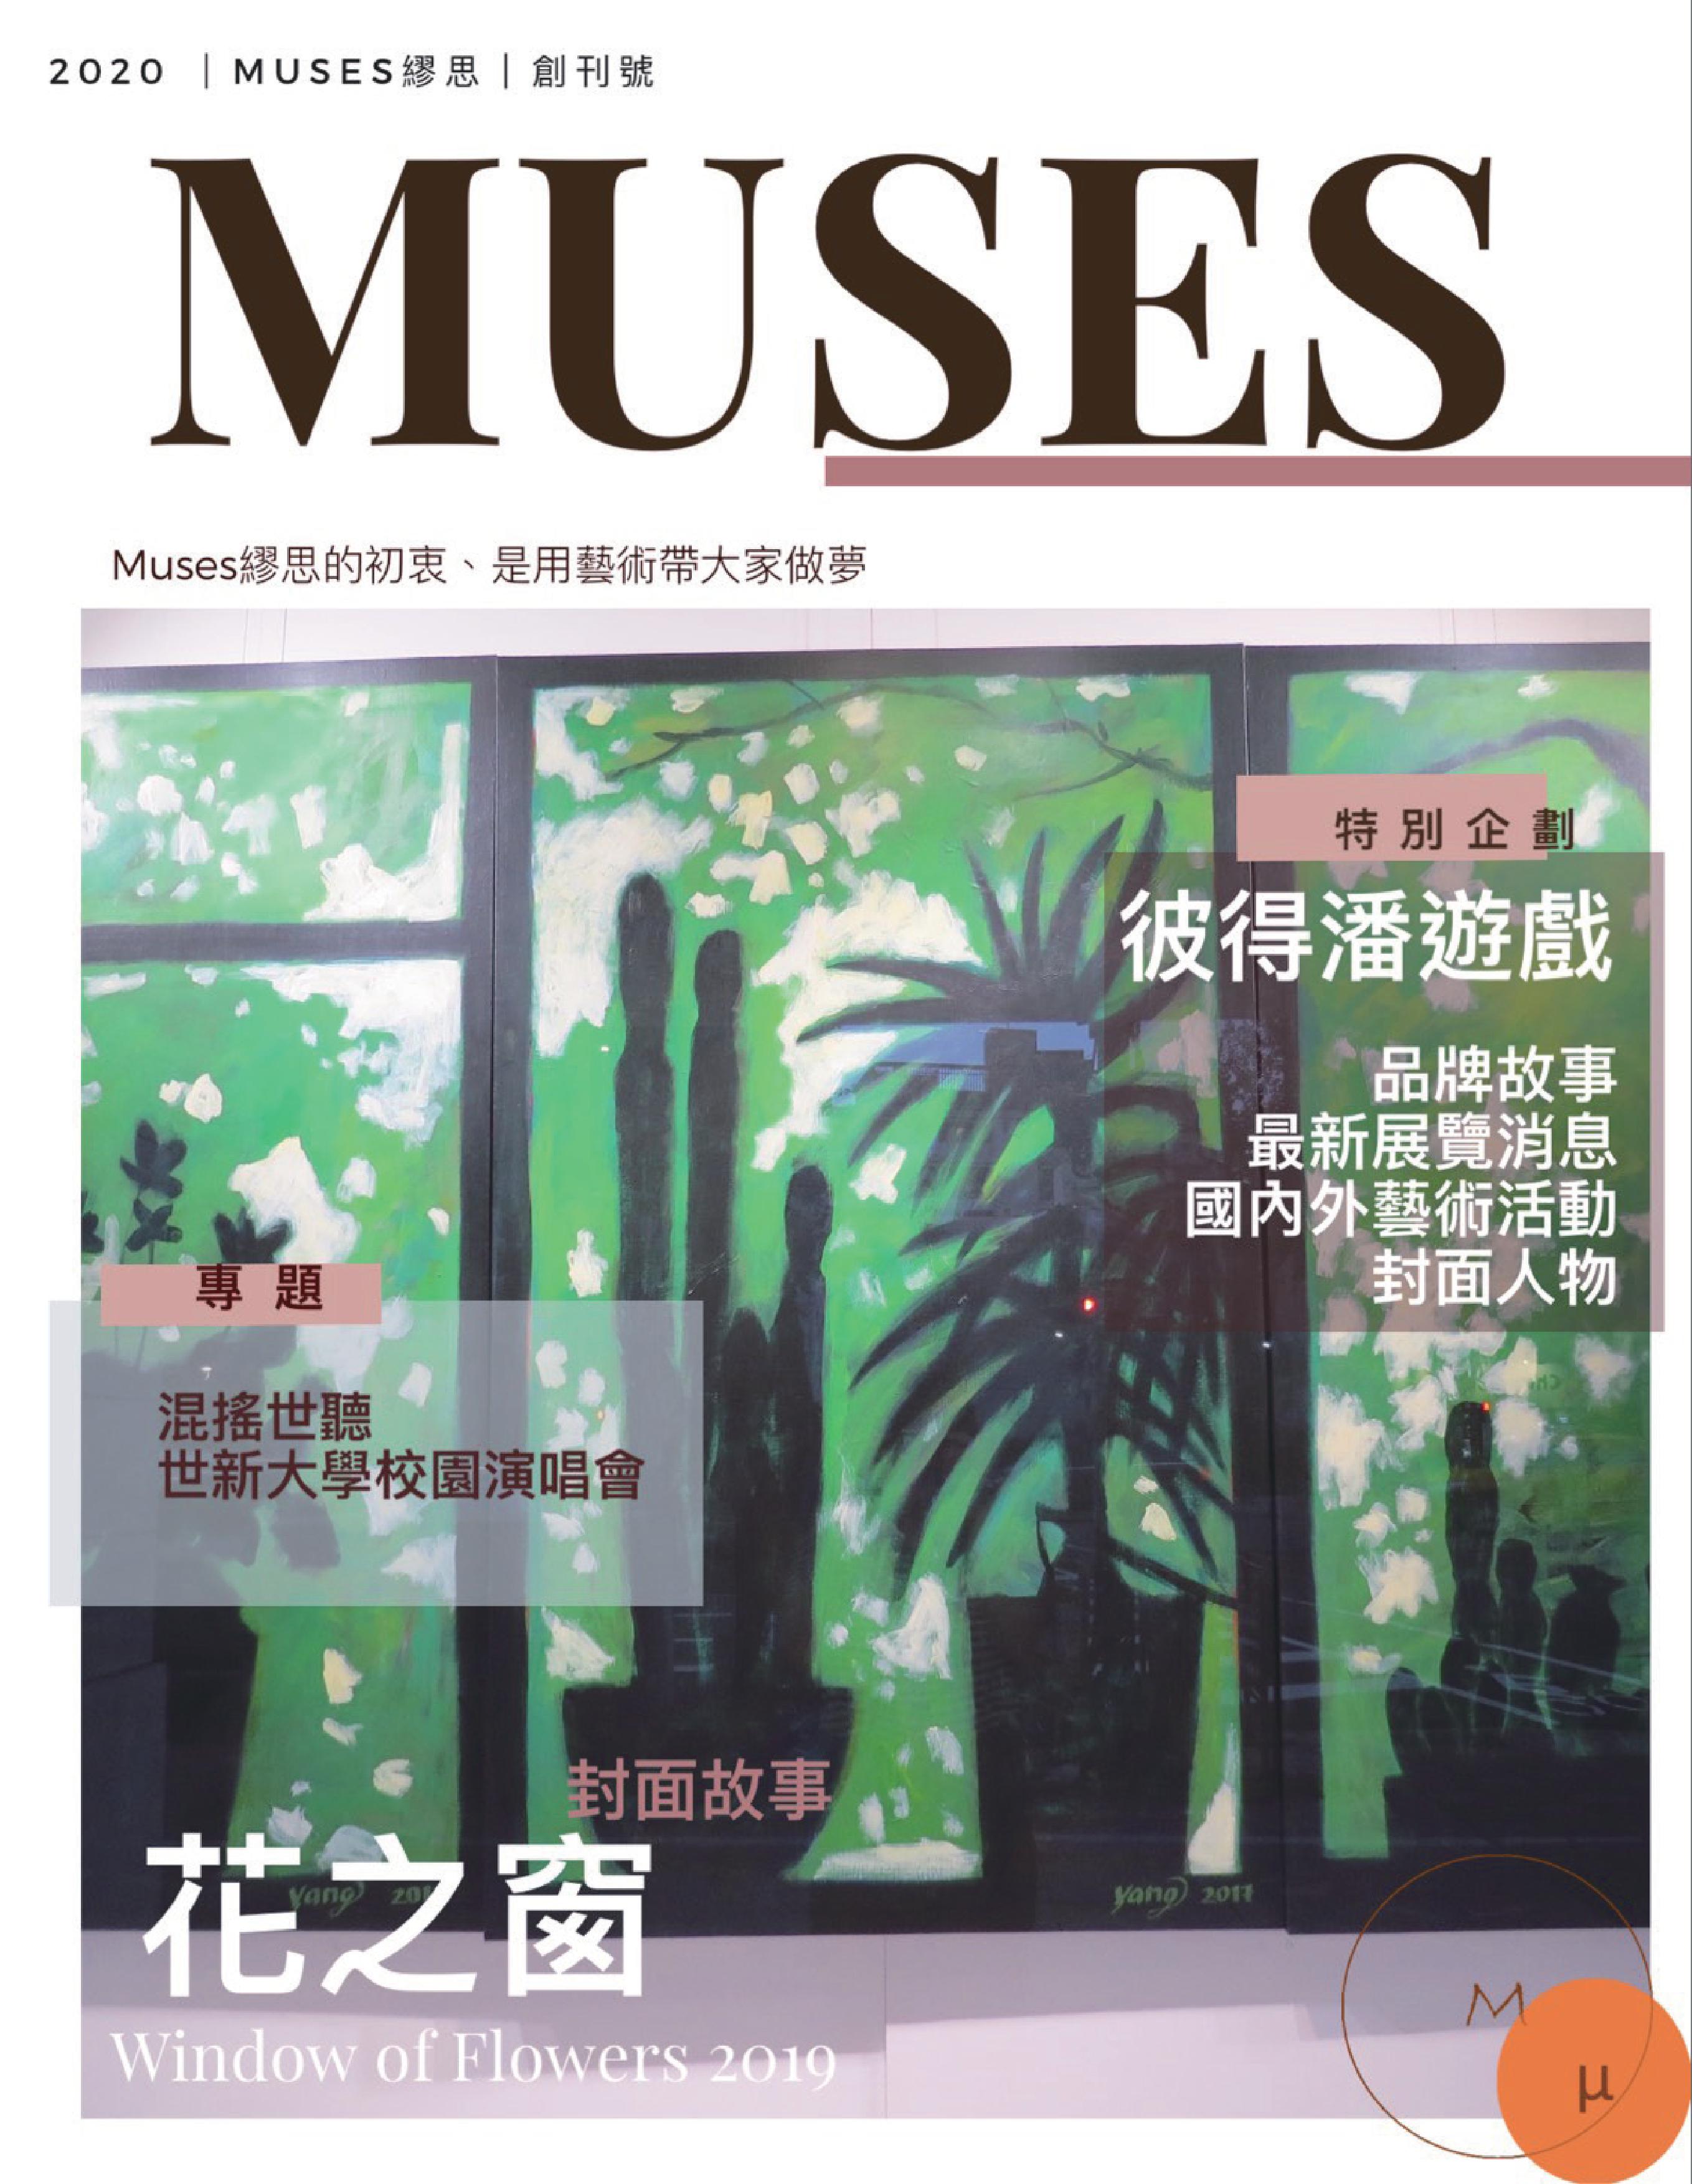 2020 ｜MUSES繆思｜創刊號
MUSES
Muses繆思的初衷、是用藝術帶大家做夢
特別企劃
彼得潘遊戲
品牌故事
最新展覽消息
國內外藝術活動
封面人物
專題
混搖世聽
世新大學校園演唱會
封面故事
花之窗
yang 201
yang 2017
Window of Flowers 2019
M
μ